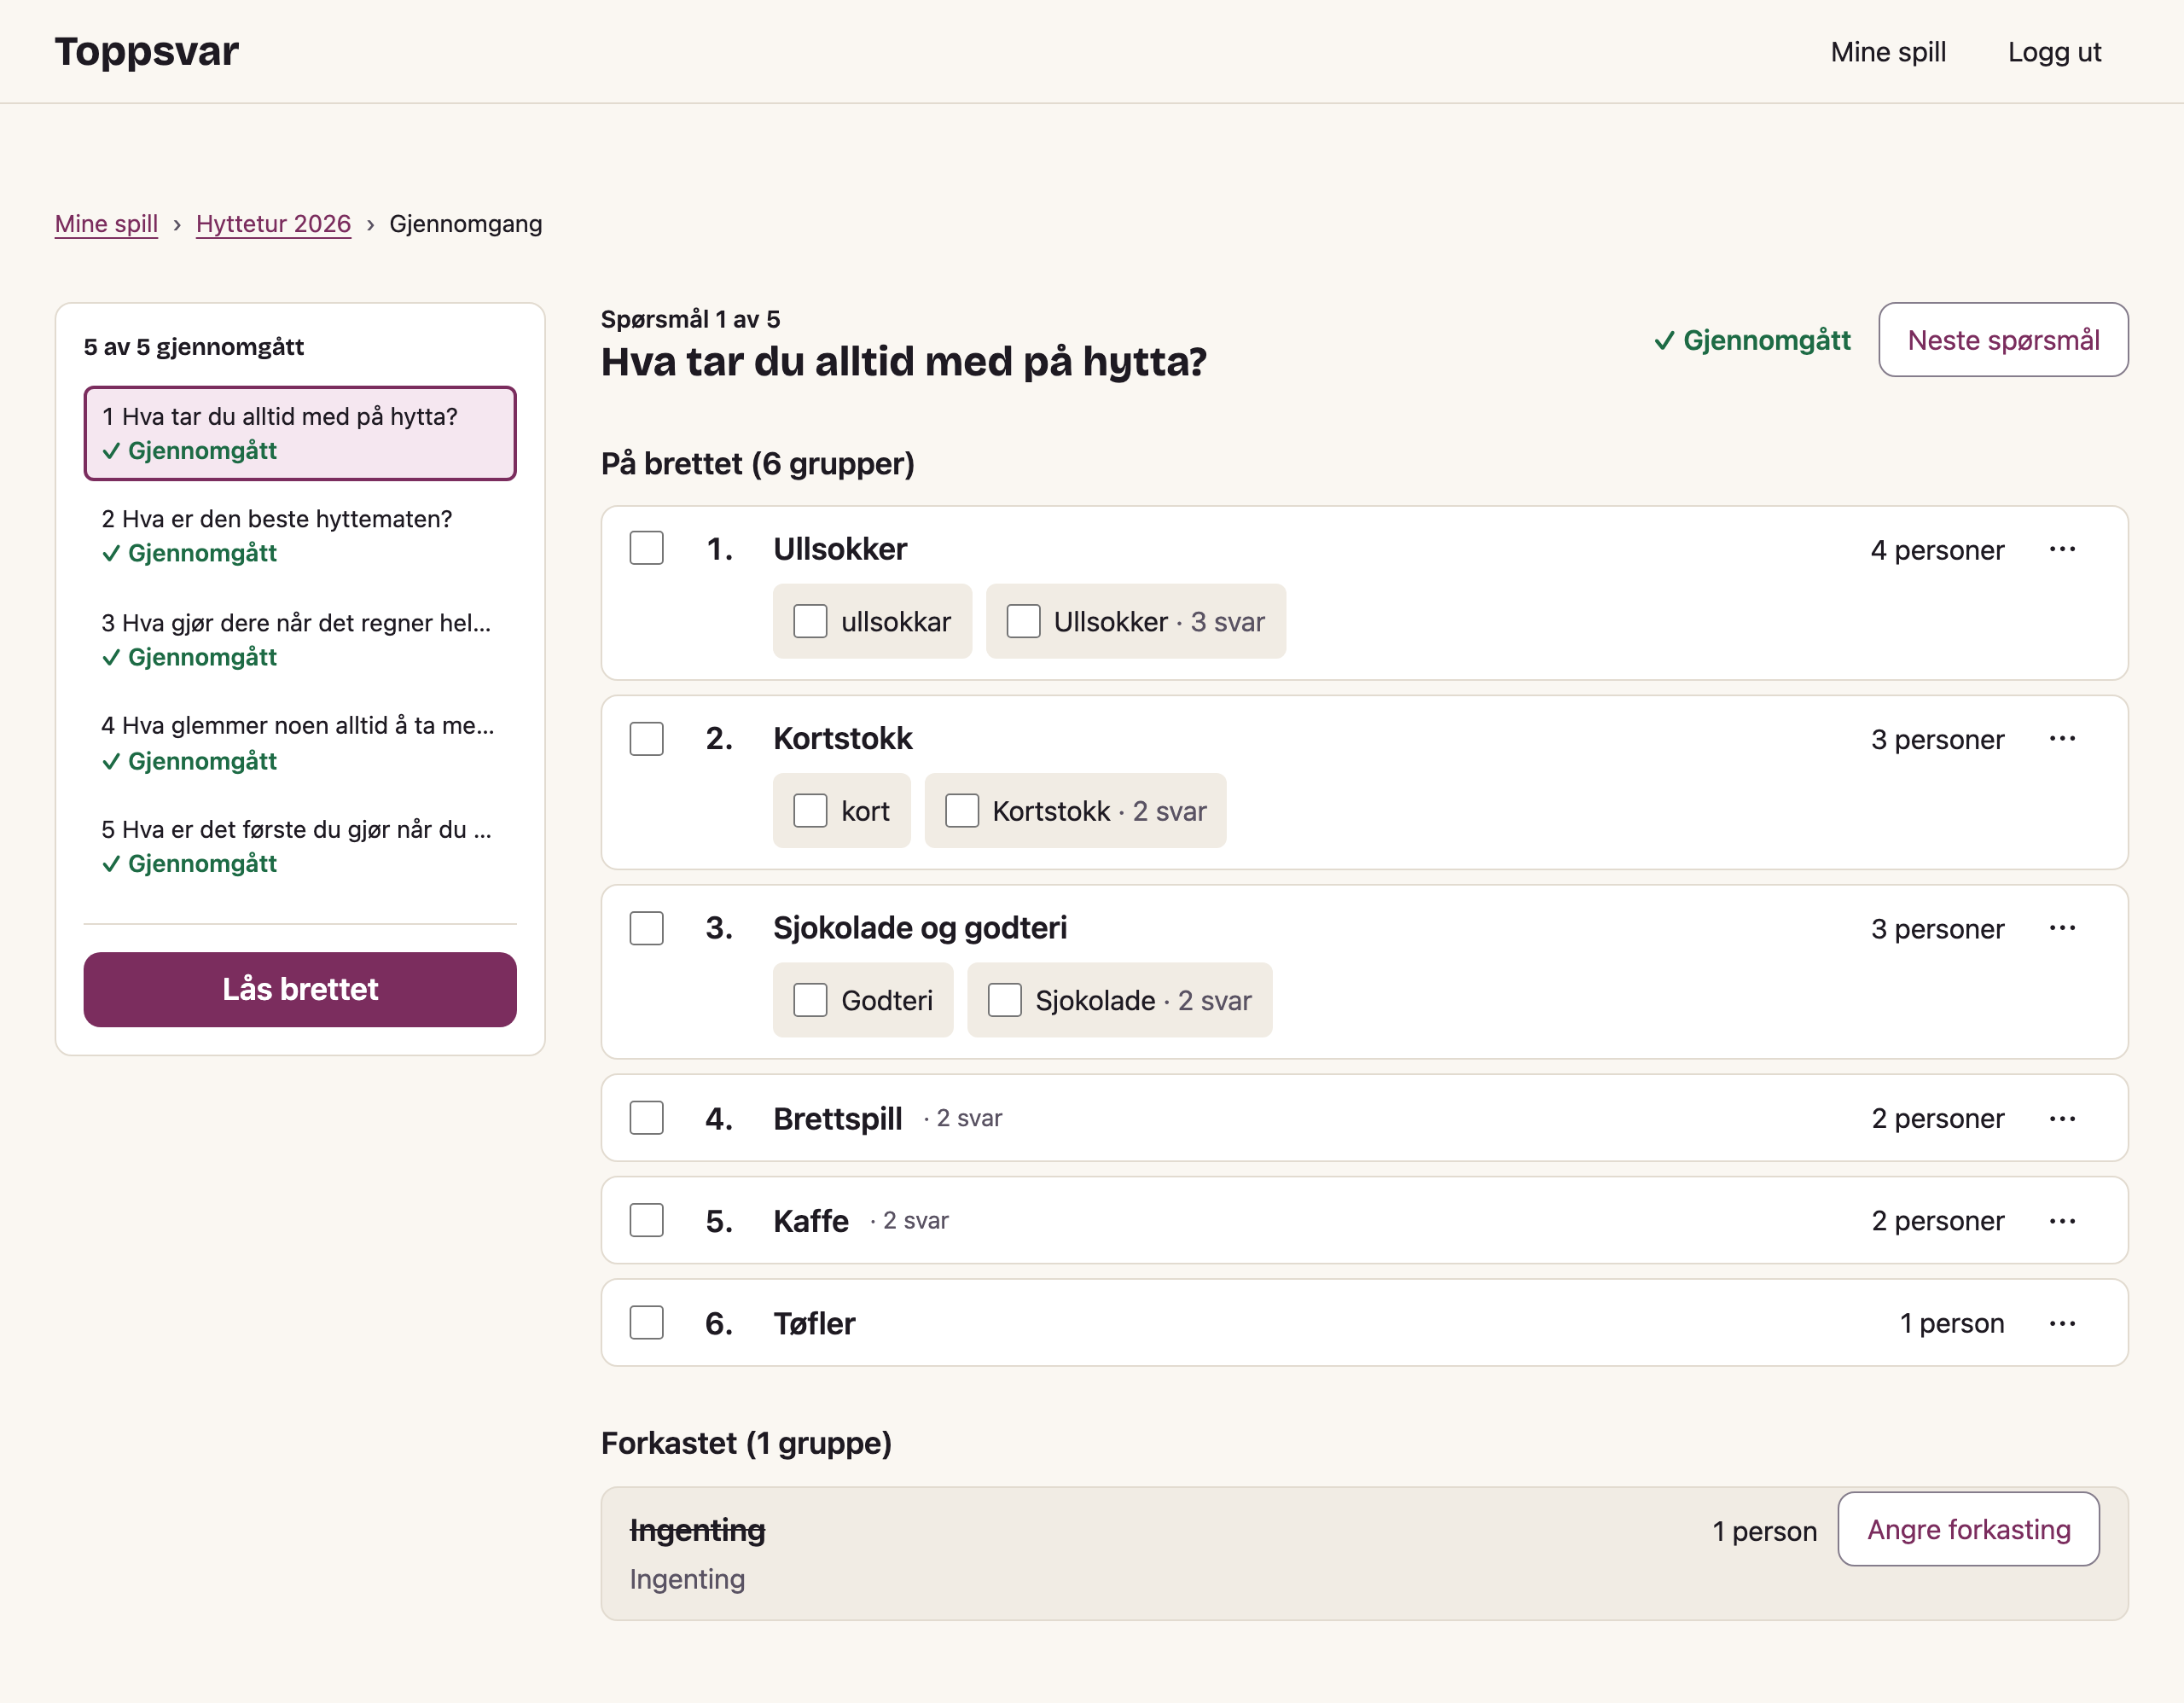 Toppsvar
Mine spill
Logg ut
Mine spill › Hyttetur 2026 › Gjennomgang
5 av 5 gjennomgått
1 Hva tar du alltid med på hytta?
✓ Gjennomgått
2 Hva er den beste hyttematen?
✓ Gjennomgått
3 Hva gjør dere når det regner hel...
✓ Gjennomgått
4 Hva glemmer noen alltid å ta me...
✓ Gjennomgått
5 Hva er det første du gjør når du ...
✓ Gjennomgått
Lås brettet
Spørsmål 1 av 5
Hva tar du alltid med på hytta?
✓ Gjennomgått
Neste spørsmål
På brettet (6 grupper)
1. Ullsokker 4 personer ...
ullsokkar Ullsokker · 3 svar
2. Kortstokk 3 personer ...
kort Kortstokk · 2 svar
3. Sjokolade og godteri 3 personer ...
Godteri Sjokolade · 2 svar
4. Brettspill · 2 svar 2 personer ...
5. Kaffe · 2 svar 2 personer ...
6. Tøfler 1 person ...
Forkastet (1 gruppe)
Ingenting 1 person Angre forkasting
Ingenting